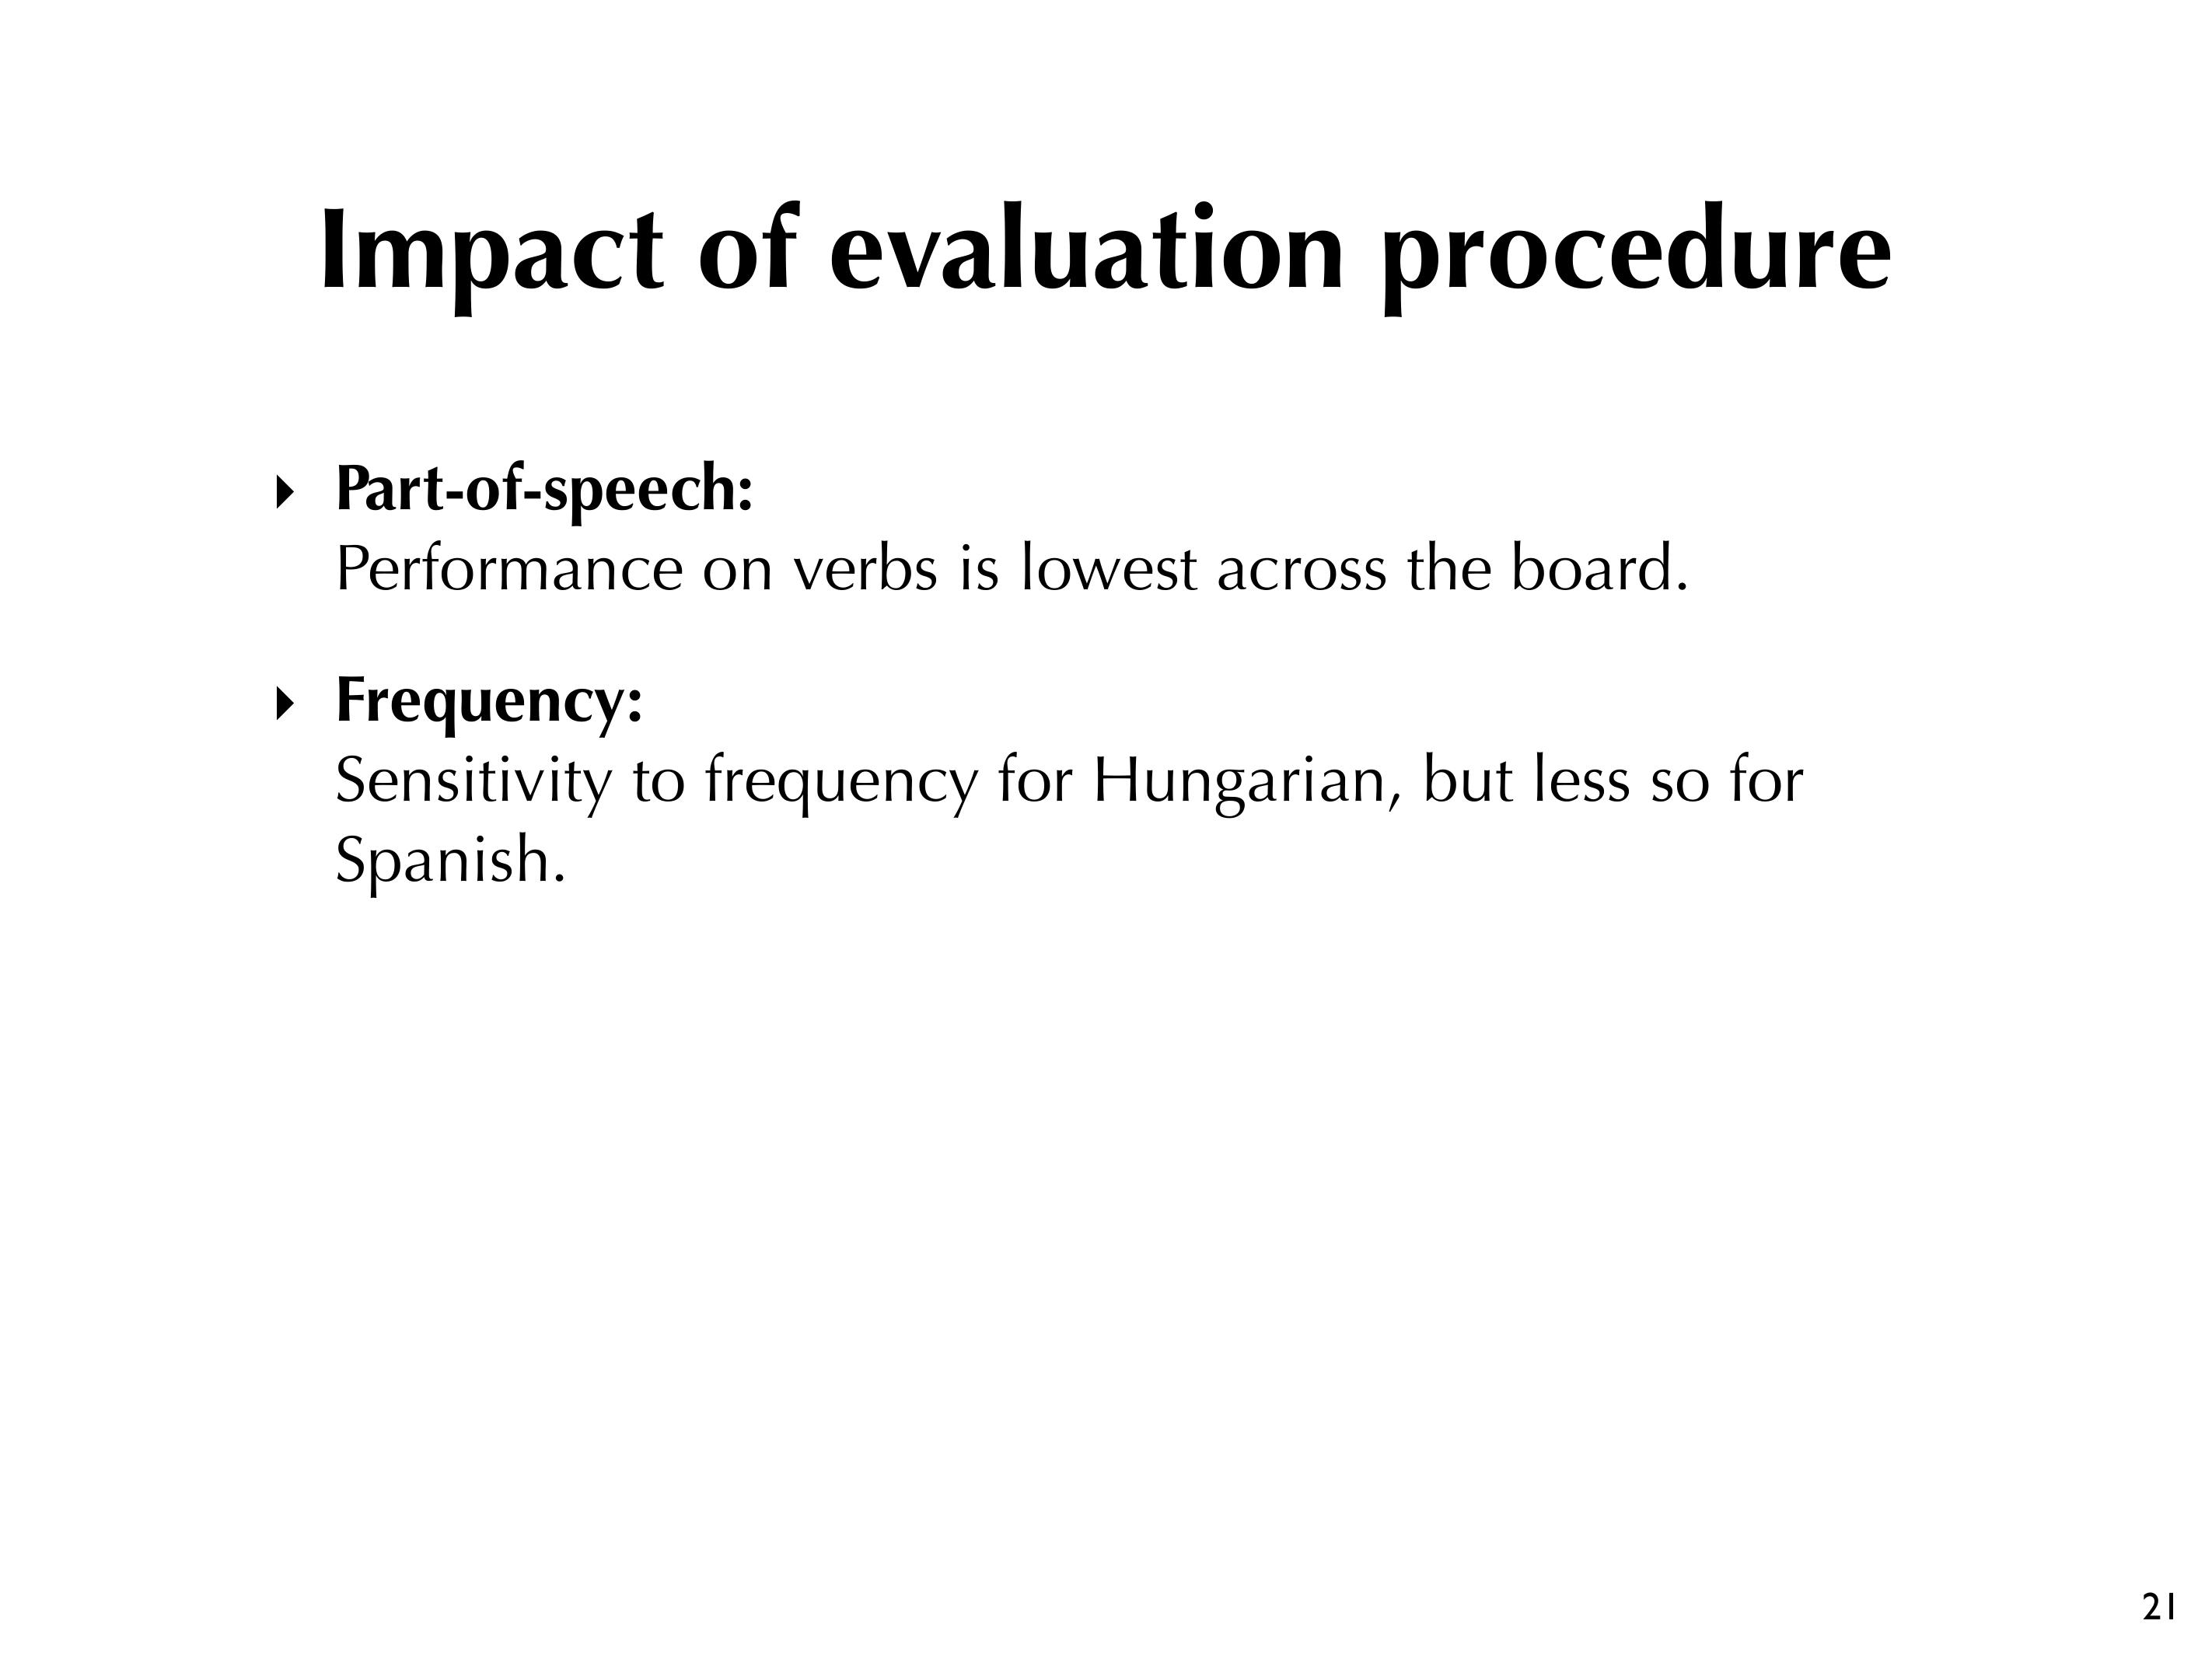 Impact of evaluation procedure
Part-of-speech:
Performance on verbs is lowest across the board.
Frequency:
Sensitivity to frequency for Hungarian, but less so for
Spanish.
21